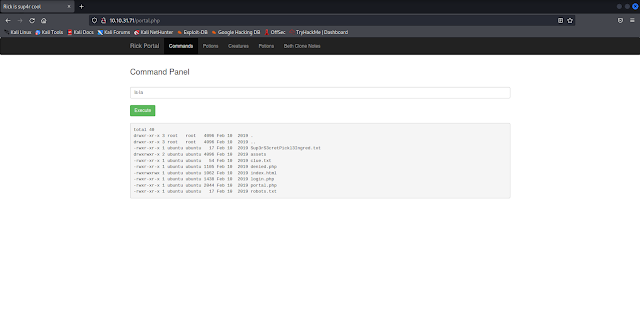 Rick is sup4r cool
10.10.31.71/portal.php
Kali Linux Kali Tools Kali Docs Kali Forums Kali NetHunter Exploit-DB Google Hacking DB OffSec TryHackMe | Dashboard
Rick Portal Commands Potions Creatures Potions Beth Clone Notes
Command Panel
ls -la
Execute
total 40
drwxr-xr-x 3 root root 4096 Feb 10 2019 .
drwxr-xr-x 3 root root 4096 Feb 10 2019 ..
-rwxr-xr-x 1 ubuntu ubuntu 17 Feb 10 2019 Sup3rS3cretPickl3Ingred.txt
drwxrwxr-x 2 ubuntu ubuntu 4096 Feb 10 2019 assets
-rwxr-xr-x 1 ubuntu ubuntu 54 Feb 10 2019 clue.txt
-rwxr-xr-x 1 ubuntu ubuntu 1105 Feb 10 2019 denied.php
-rwxrwxrwx 1 ubuntu ubuntu 1062 Feb 10 2019 index.html
-rwxr-xr-x 1 ubuntu ubuntu 1438 Feb 10 2019 login.php
-rwxr-xr-x 1 ubuntu ubuntu 2044 Feb 10 2019 portal.php
-rwxr-xr-x 1 ubuntu ubuntu 17 Feb 10 2019 robots.txt